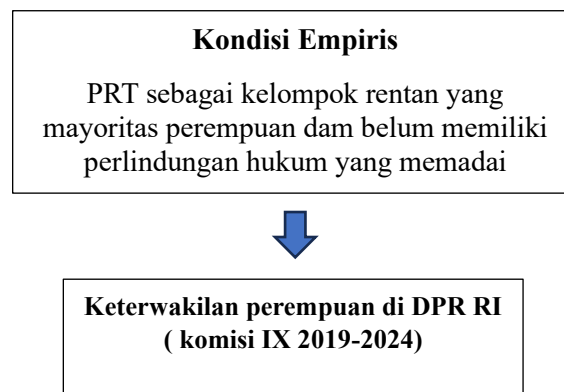 Kondisi Empiris
PRT sebagai kelompok rentan yang
mayoritas perempuan dam belum memiliki
perlindungan hukum yang memadai
Keterwakilan perempuan di DPR RI
( komisi IX 2019-2024)